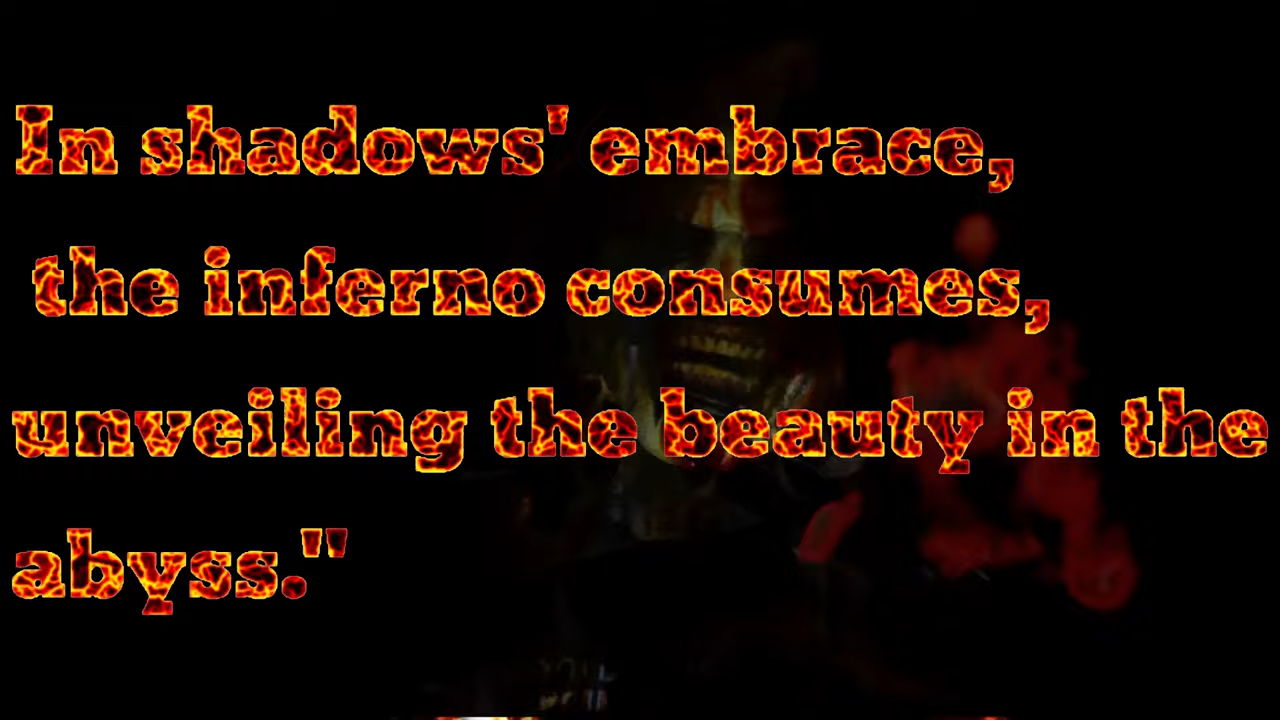 In shadows' embrace,
the inferno consumes,
unveiling the beauty in the
abyss."